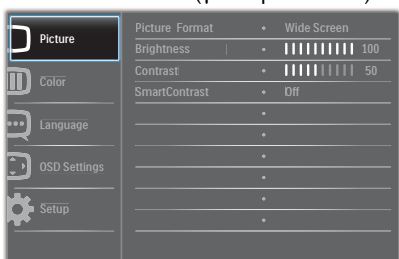 Picture
Color
Language
OSD Settings
Setup
Picture Format • Wide Screen
Brightness • 100
Contrast • 50
SmartContrast • Off